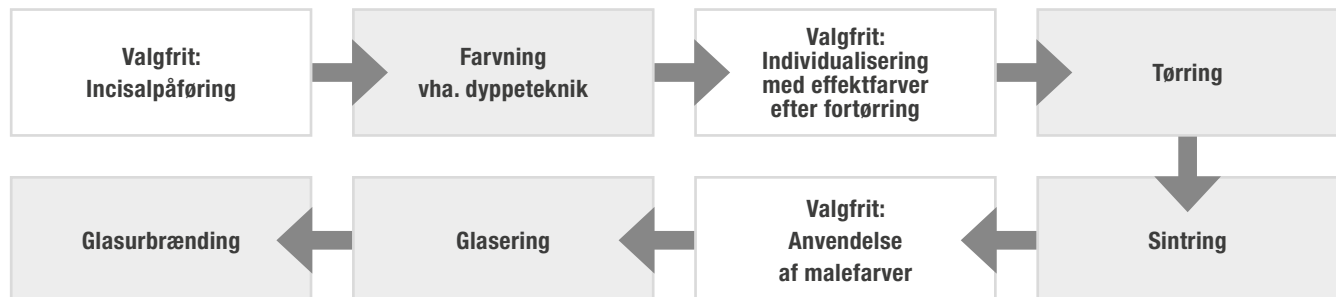 Valgfrit:
Incisalpåføring
Farvning
vha. dyppeteknik
Valgfrit:
Individualisering
med effektfarver
efter fortørring
Tørring
Sintring
Valgfrit:
Anvendelse
af malefarver
Glasering
Glasurbrænding